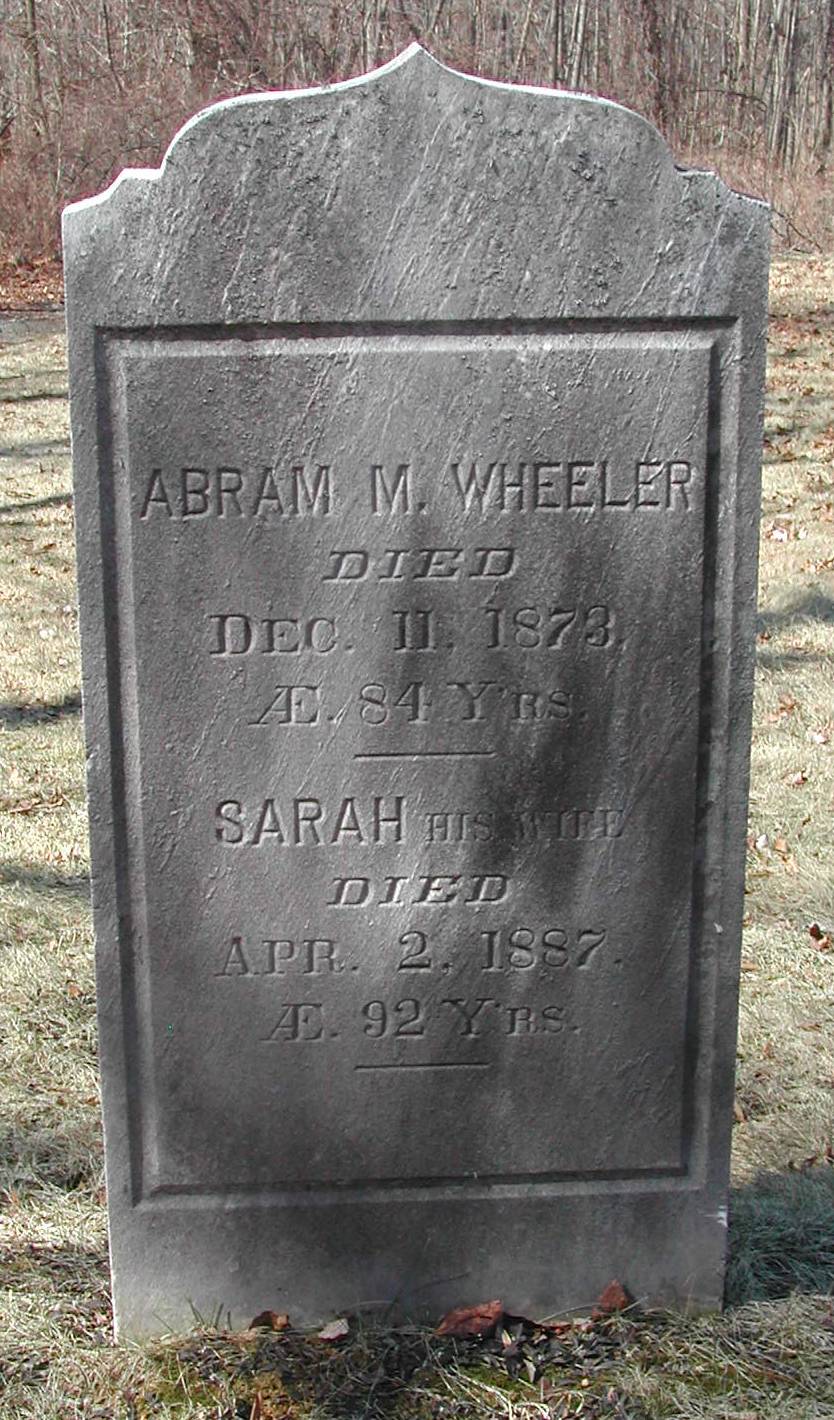 ABRAM M. WHEELER
DIED
DEC. 11, 1873.
Æ. 84 Y'RS.
SARAH HIS WIFE
DIED
APR. 2, 1887.
Æ. 92 Y'RS.